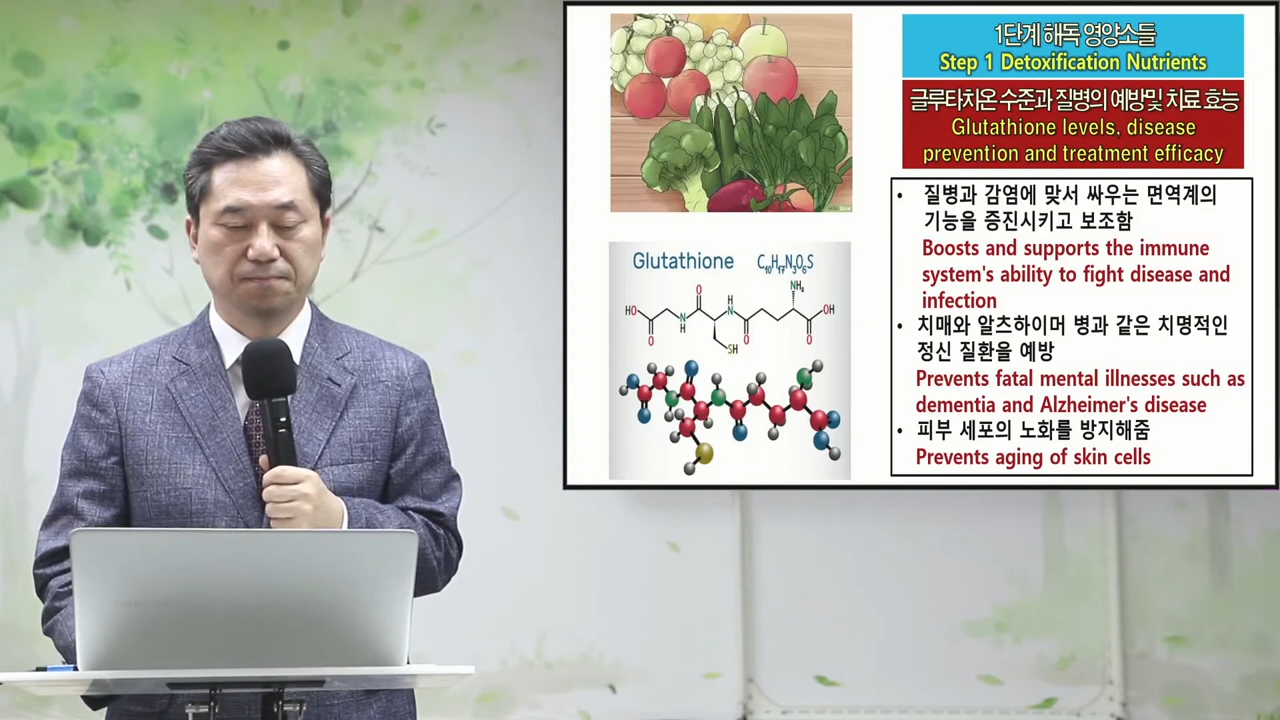 1단계 해독 영양소들
Step 1 Detoxification Nutrients
글루타치온 수준과 질병의 예방및 치료 효능
Glutathione levels, disease
prevention and treatment efficacy
Glutathione C10H17N3O6S
HO
O
O
N
H
H
N
SH
O
NH2
O
OH
• 질병과 감염에 맞서 싸우는 면역계의
기능을 증진시키고 보조함
Boosts and supports the immune
system's ability to fight disease and
infection
• 치매와 알츠하이머 병과 같은 치명적인
정신 질환을 예방
Prevents fatal mental illnesses such as
dementia and Alzheimer's disease
• 피부 세포의 노화를 방지해줌
Prevents aging of skin cells